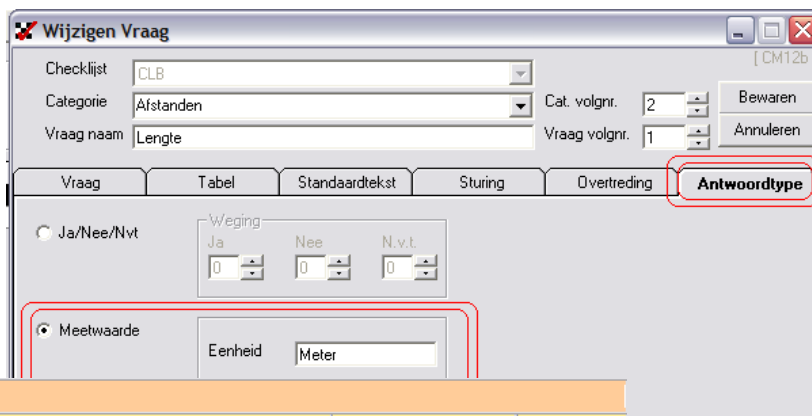 Wijzigen Vraag
[ CM12b
Checklijst CLB
Categorie Afstanden Cat. volgnr. 2 Bewaren
Vraag naam Lengte Vraag volgnr. 1 Annuleren
Vraag Tabel Standaardtekst Sturing Overtreding Antwoordtype
Ja/Nee/Nvt Weging
Ja Nee N.v.t.
0 0 0
Meetwaarde
Eenheid Meter